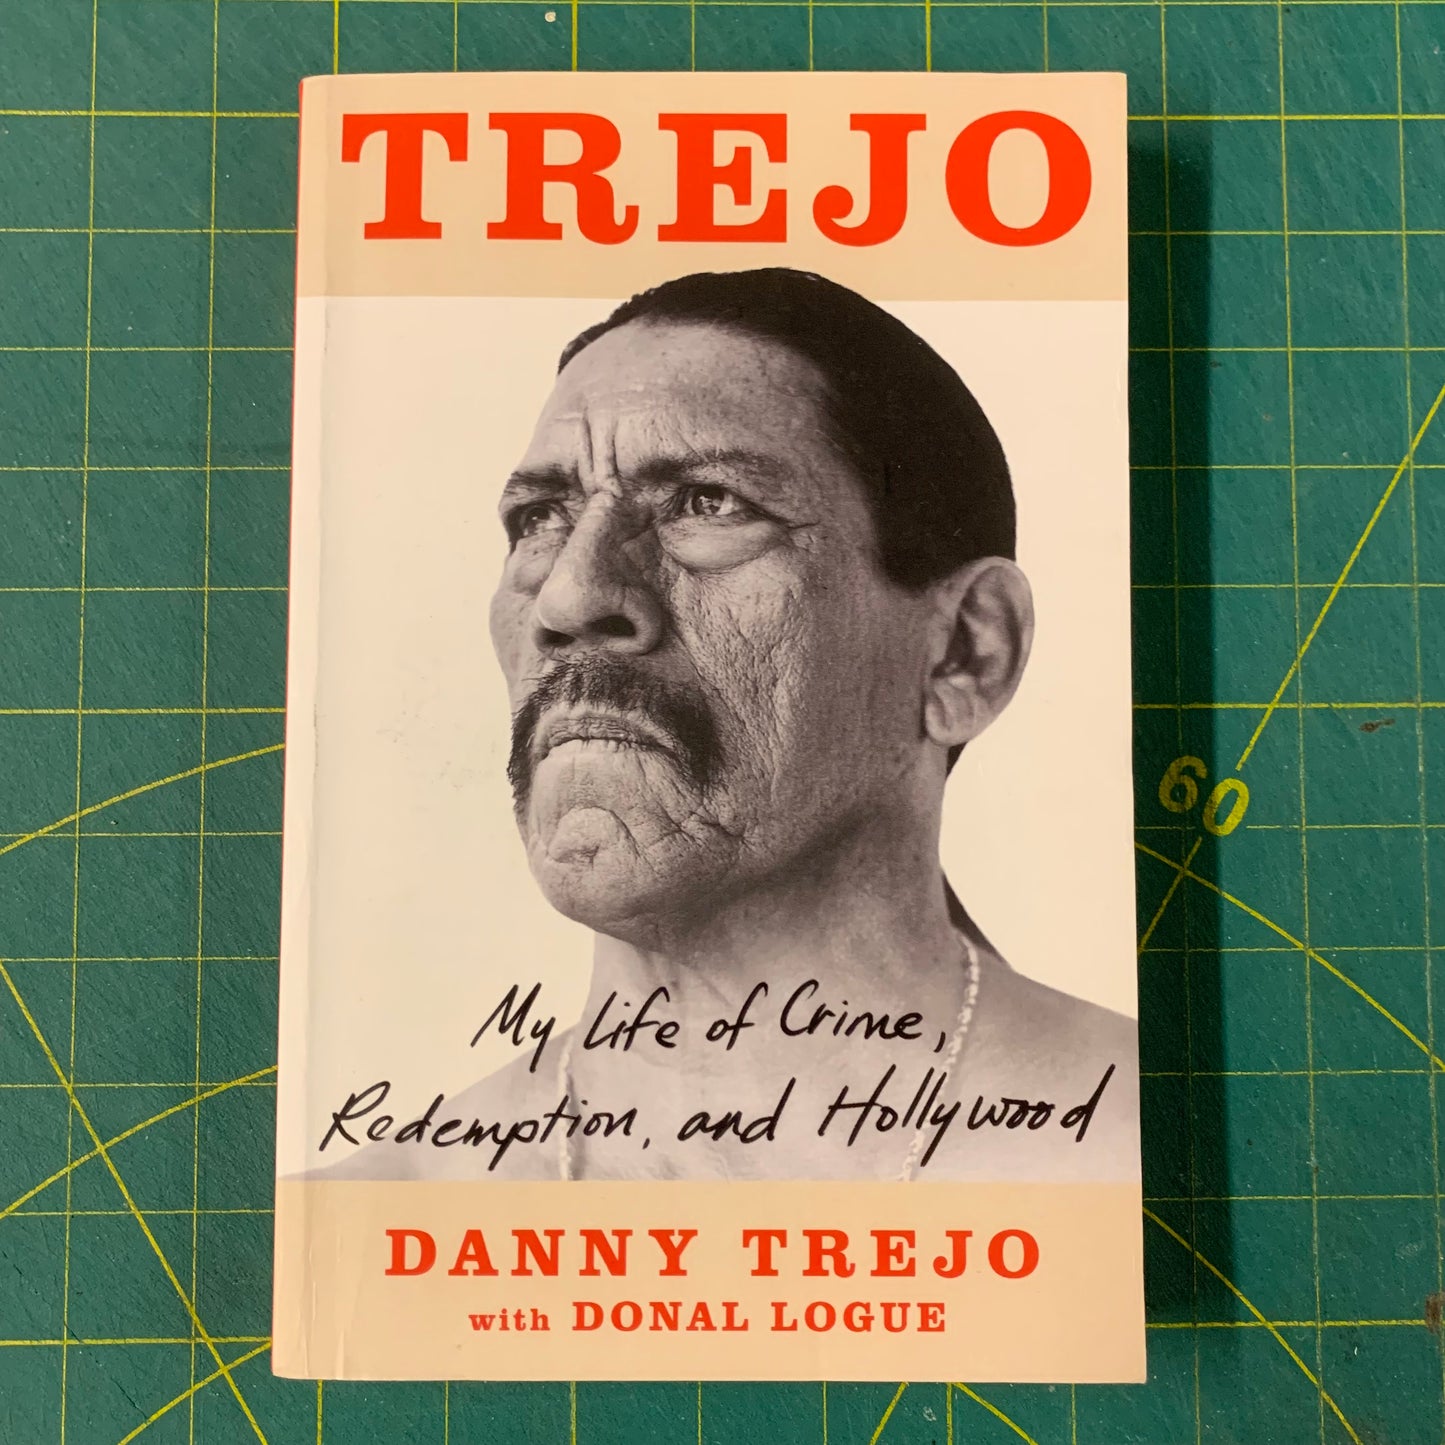 TREJO
My Life of Crime,
Redemption, and Hollywood
DANNY TREJO
with DONAL LOGUE
60